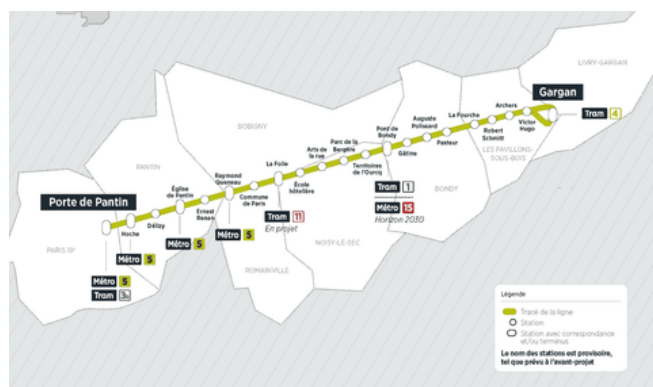 LIVRY-GARGAN
Gargan
Tram 4
Archers
Victor
Hugo
La Fourche
Robert
Schmitt
LES PAVILLONS-
SOUS-BOIS
Auguste
Polissard
Pasteur
Pont de
Bondy
Gâtine
BONDY
Tram 1
Métro 15
Horizon 2030
Parc de la
Bergère
Territoires
de l'Ourcq
Arts de
la rue
École
hôtelière
NOISY-LE-SEC
BOBIGNY
La Folie
Tram 11
En projet
Raymond
Queneau
Commune
de Paris
Métro 5
ROMAINVILLE
PANTIN
Église
de Pantin
Ernest
Renan
Métro 5
Porte de Pantin
Hoche
Délizy
Métro 5
PARIS 19e
Métro 5
Tram 3b
Légende
Tracé de la ligne
Station
Station avec correspondance
et/ou terminus
Le nom des stations est provisoire,
tel que prévu à l'avant-projet